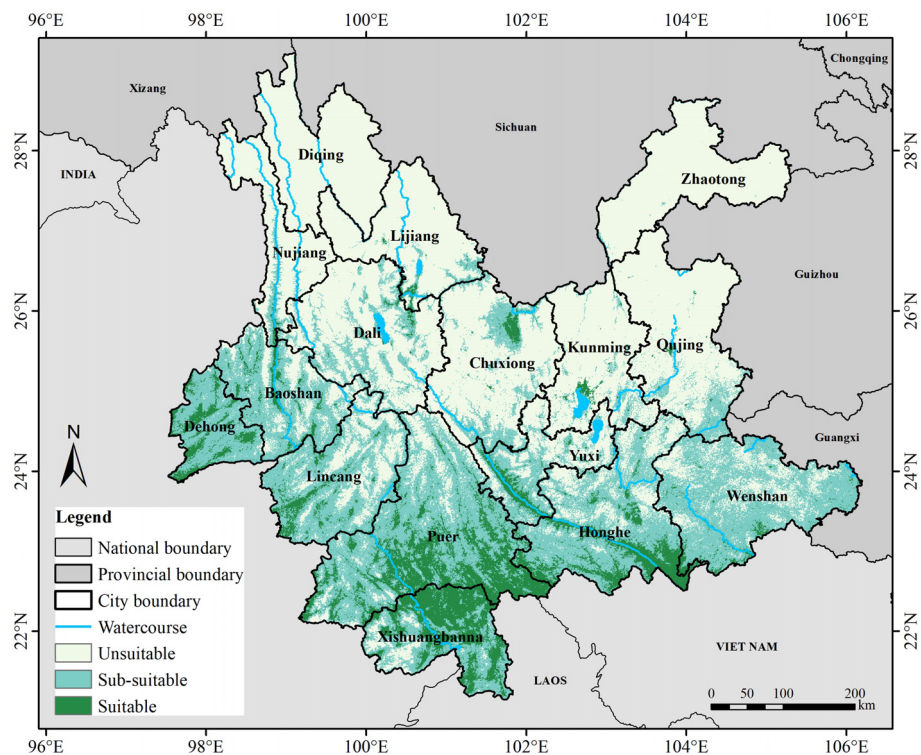 96°E 98°E 100°E 102°E 104°E 106°E
Chongqing
Xizang
Sichuan
28°N 28°N
Diqing
INDIA
Zhaotong
Lijiang
Nujiang
Guizhou
26°N 26°N
Dali
Kunming
Qujing
Chuxiong
Baoshan
Dehong
Guangxi
N
Yuxi
24°N Lincang 24°N
Wenshan
Legend
Puer
Honghe
National boundary
Provincial boundary
City boundary
Watercourse
22°N Xishuangbanna 22°N
VIET NAM
Unsuitable
Sub-suitable
LAOS
0 50 100 200
Suitable
km
96°E 98°E 100°E 102°E 104°E 106°E